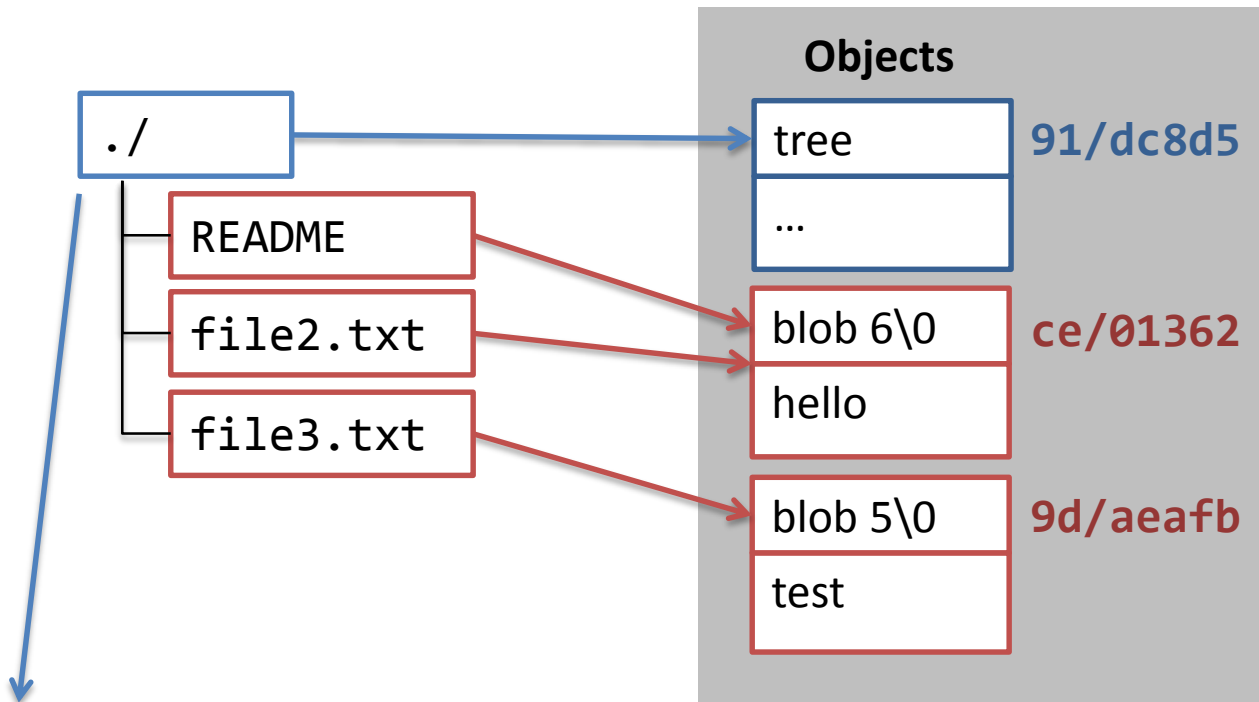 Objects
./
tree
91/dc8d5
...
README
blob 6\0
ce/01362
file2.txt
hello
file3.txt
blob 5\0
9d/aeafb
test